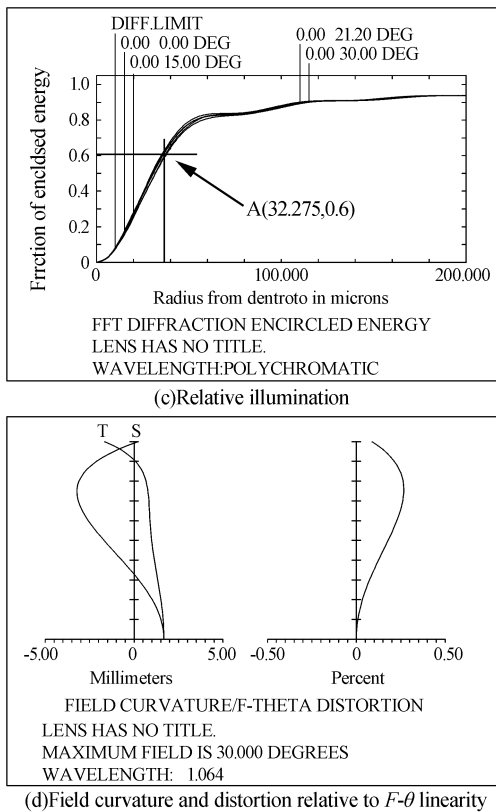 DIFF.LIMIT
0.00 0.00 DEG
0.00 15.00 DEG
0.00 21.20 DEG
0.00 30.00 DEG
1.0
0.8
0.6
0.4
0.2
0
Frrction of encldsed energy
A(32.275,0.6)
0 100.000 200.000
Radius from dentroto in microns
FFT DIFFRACTION ENCIRCLED ENERGY
LENS HAS NO TITLE.
WAVELENGTH:POLYCHROMATIC
(c)Relative illumination
T S
-5.00 0 5.00
Millimeters
-0.50 0 0.50
Percent
FIELD CURVATURE/F-THETA DISTORTION
LENS HAS NO TITLE.
MAXIMUM FIELD IS 30.000 DEGREES
WAVELENGTH: 1.064
(d)Field curvature and distortion relative to F-θ linearity